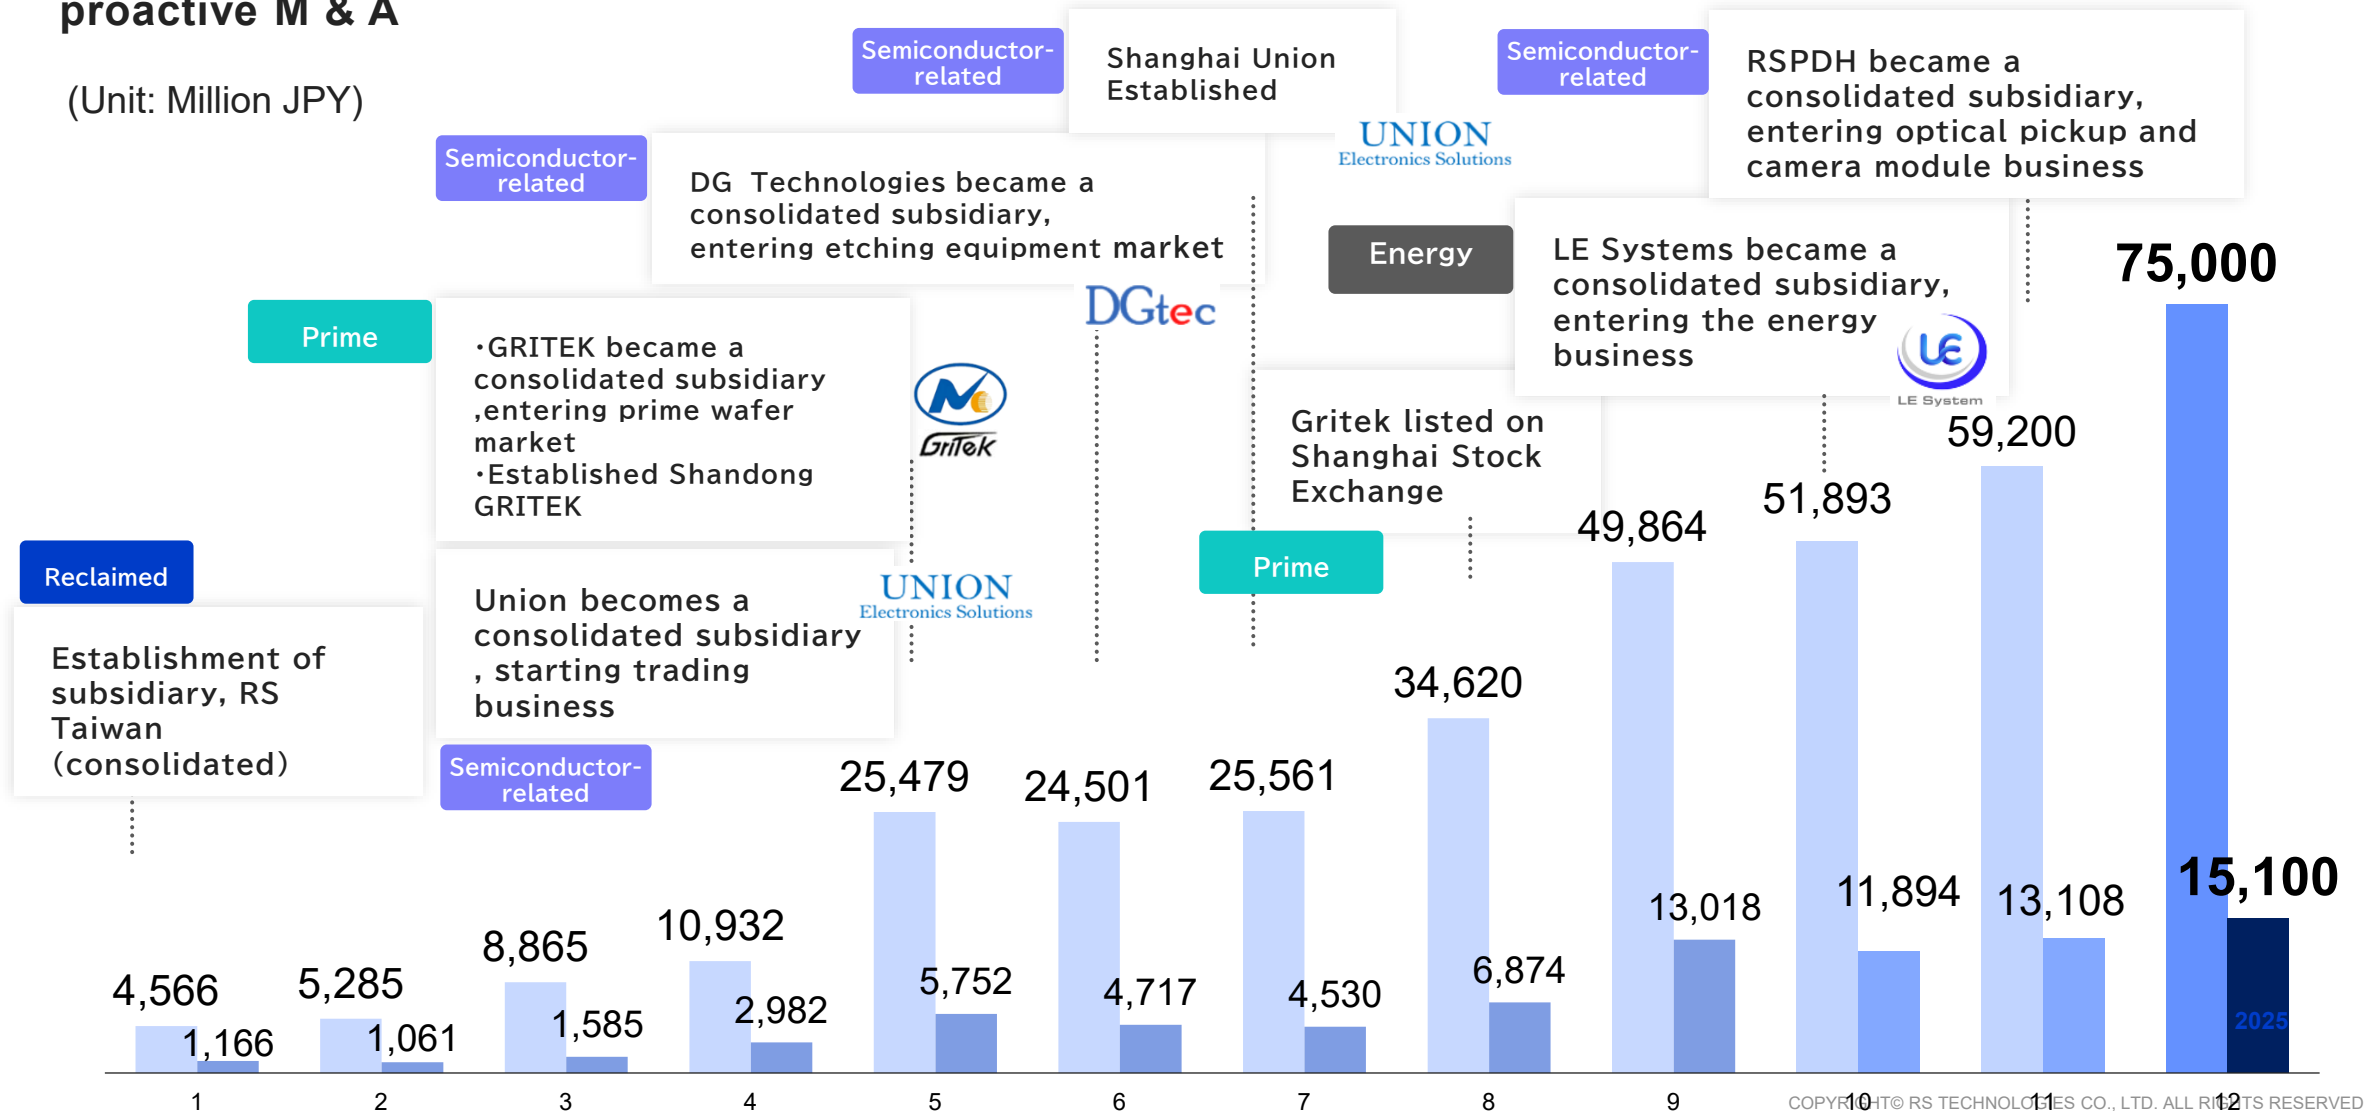 proactive M & A
(Unit: Million JPY)
Semiconductor-
related
Shanghai Union
Established
UNION
Electronics Solutions
Semiconductor-
related
RSPDH became a
consolidated subsidiary,
entering optical pickup and
camera module business
Semiconductor-
related
DG Technologies became a
consolidated subsidiary,
entering etching equipment market
DGtec
Energy
LE Systems became a
consolidated subsidiary,
entering the energy
business
LE
LE System
Prime
・GRITEK became a
consolidated subsidiary
,entering prime wafer
market
・Established Shandong
GRITEK
GriTek
Gritek listed on
Shanghai Stock
Exchange
Prime
Reclaimed
Establishment of
subsidiary, RS
Taiwan
(consolidated)
Union becomes a
consolidated subsidiary
, starting trading
business
UNION
Electronics Solutions
Semiconductor-
related
4,566
1,166
5,285
1,061
8,865
1,585
10,932
2,982
25,479
5,752
24,501
4,717
25,561
4,530
34,620
6,874
49,864
13,018
51,893
11,894
59,200
13,108
75,000
15,100
2025
1 2 3 4 5 6 7 8 9 10 11 12
COPYRIGHT© RS TECHNOLOGIES CO., LTD. ALL RIGHTS RESERVED